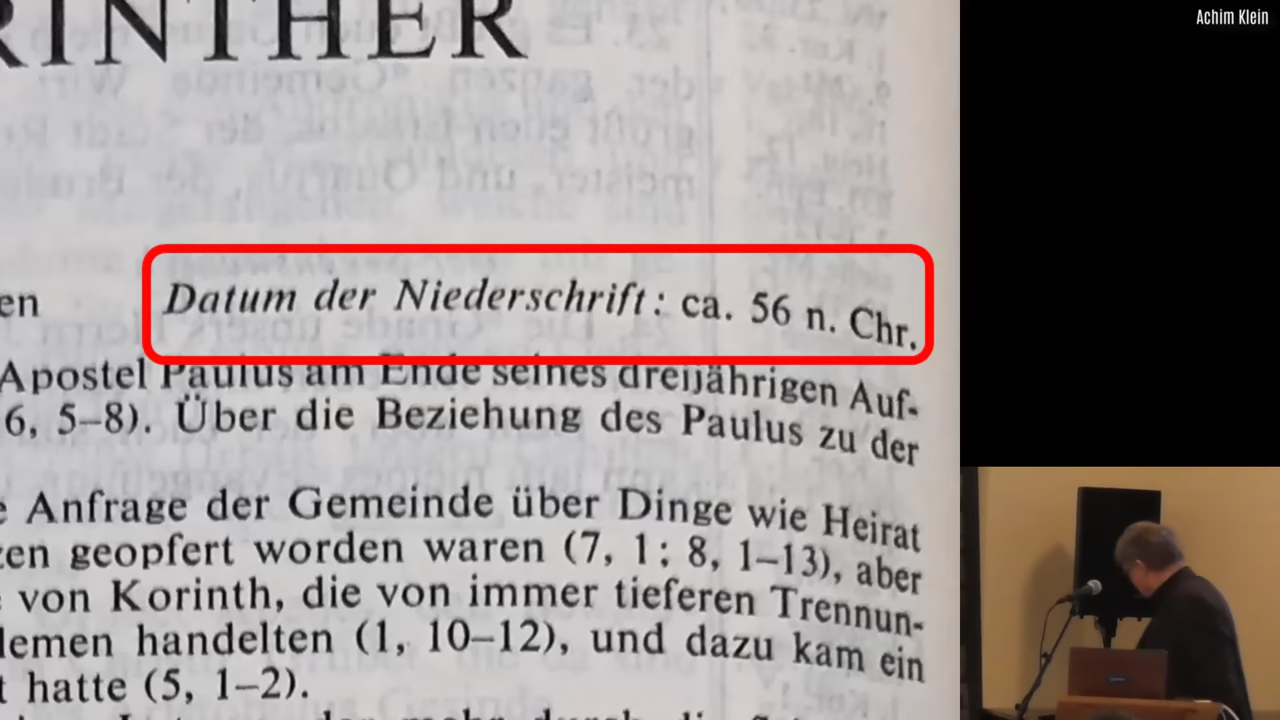 RINTHER
Achim Klein
en Datum der Niederschrift: ca. 56 n. Chr.
Apostel Paulus am Ende seines dreijährigen Auf-
6, 5–8). Über die Beziehung des Paulus zu der
e Anfrage der Gemeinde über Dinge wie Heirat
zen geopfert worden waren (7, 1; 8, 1–13), aber
von Korinth, die von immer tieferen Trennun-
lemen handelten (1, 10–12), und dazu kam ein
t hatte (5, 1–2).